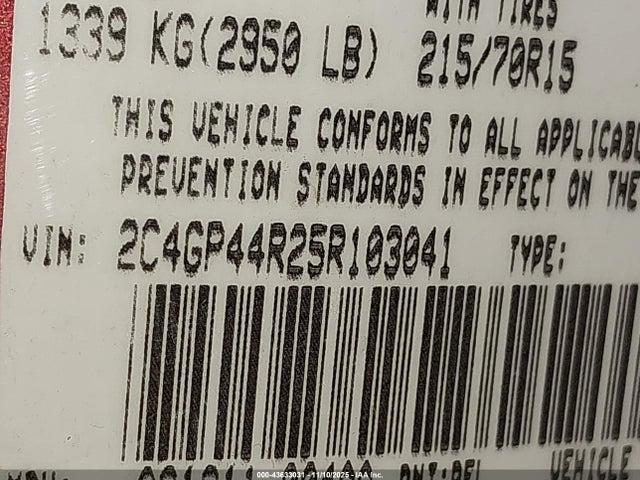 WITH TIRES
1339 KG(2950 LB) 215/70R15
THIS VEHICLE CONFORMS TO ALL APPLICABL
PREVENTION STANDARDS IN EFFECT ON THE
VIN: 2C4GP44R25R103041 TYPE:
VEHICLE
000-43633031 - 11/10/2025 - IAA Inc.